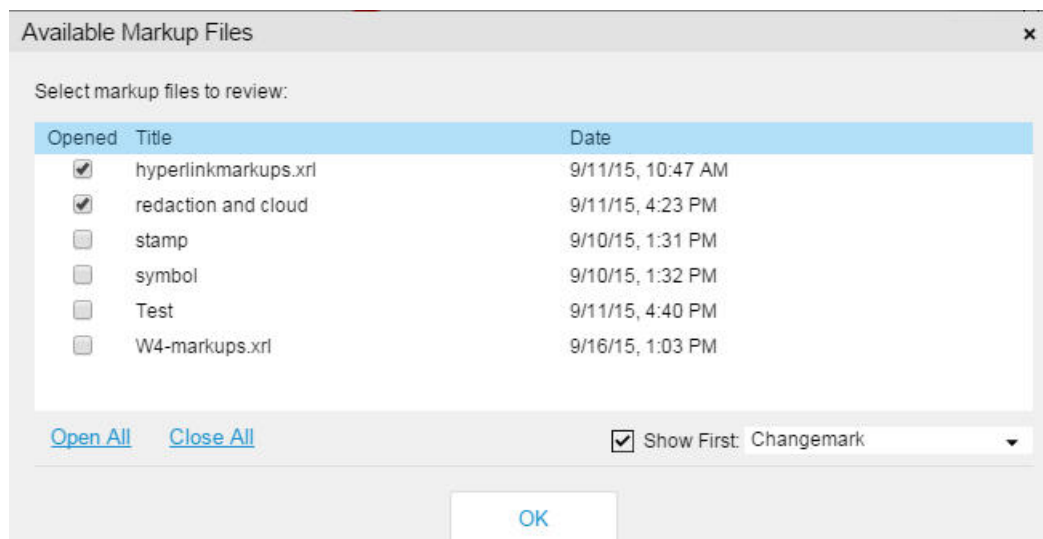 Available Markup Files
Select markup files to review:
Opened Title Date
hyperlinkmarkups.xrl 9/11/15, 10:47 AM
redaction and cloud 9/11/15, 4:23 PM
stamp 9/10/15, 1:31 PM
symbol 9/10/15, 1:32 PM
Test 9/11/15, 4:40 PM
W4-markups.xrl 9/16/15, 1:03 PM
Open All Close All Show First: Changemark
OK